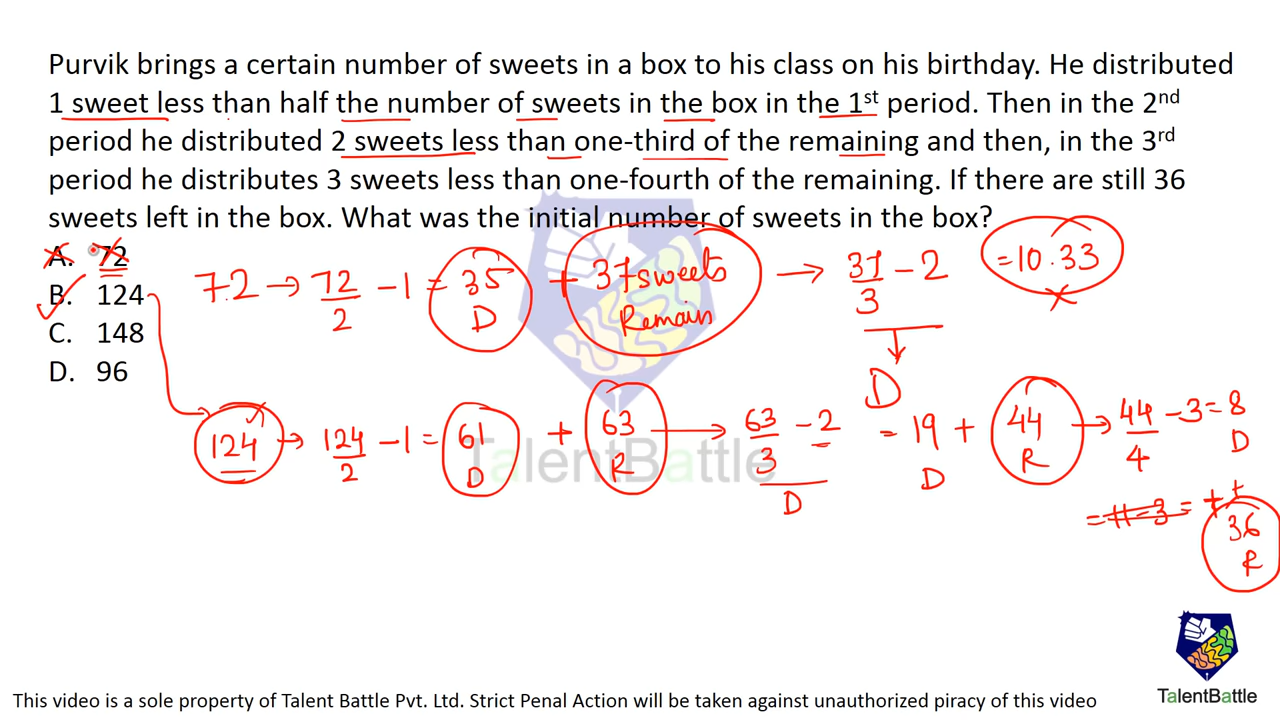 Purvik brings a certain number of sweets in a box to his class on his birthday. He distributed
1 sweet less than half the number of sweets in the box in the 1st period. Then in the 2nd
period he distributed 2 sweets less than one-third of the remaining and then, in the 3rd
period he distributes 3 sweets less than one-fourth of the remaining. If there are still 36
sweets left in the box. What was the initial number of sweets in the box?
A. 72
B. 124
C. 148
D. 96
72 → 72/2 - 1 = 35 D + 37 sweets Remain → 37/3 - 2 = 10.33
D
124 → 124/2 - 1 = 61 D + 63 R → 63/3 - 2 = 19 D + 44 R → 44/4 - 3 = 8 D
D
= 11 - 3 = + +
36
R
TalentBattle
TalentBattle
This video is a sole property of Talent Battle Pvt. Ltd. Strict Penal Action will be taken against unauthorized piracy of this video